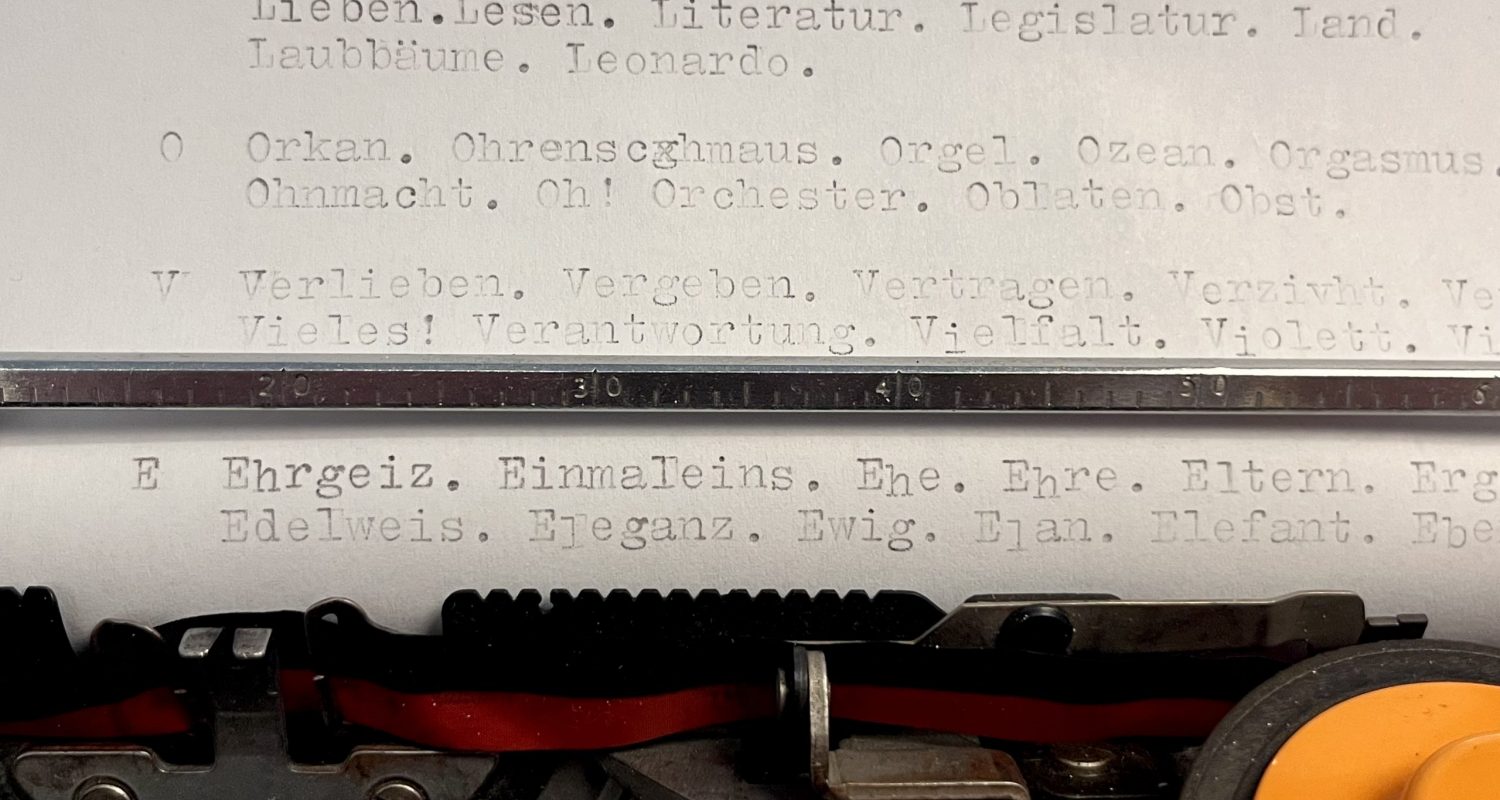 Lieben.Lesen. Literatur. Legislatur. Land.
Laubbäume. Leonardo.
O Orkan. Ohrenscghmaus. Orgel. Ozean. Orgasmus.
Ohnmacht. Oh! Orchester. Oblaten. Obst.
V Verlieben. Vergeben. Vertragen. Verzivht.
Vieles! Verantwortung. Vielfalt. Violett.
20 30 40 50
E Ehrgeiz. Einmaleins. Ehe. Ehre. Eltern.
Edelweis. Eleganz. Ewig. Elan. Elefant.